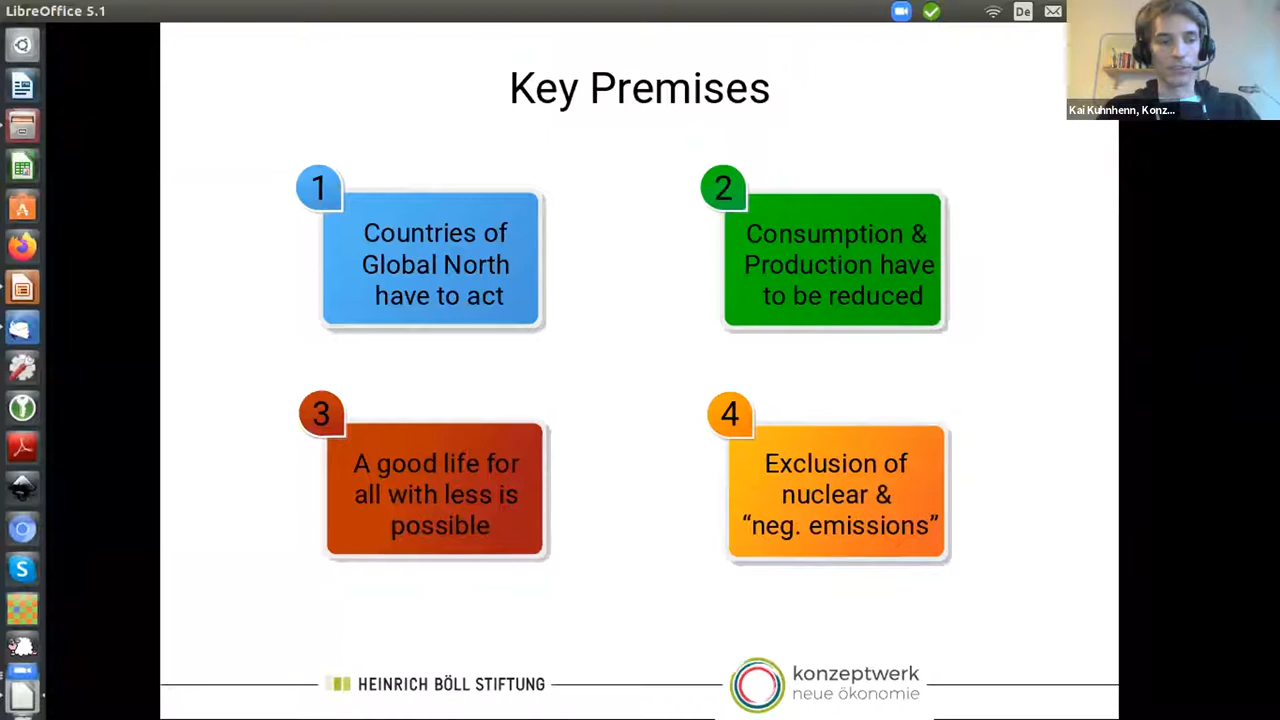 LibreOffice 5.1
De
Kai Kuhnhenn, Konz...
Key Premises
1
Countries of
Global North
have to act
2
Consumption &
Production have
to be reduced
3
A good life for
all with less is
possible
4
Exclusion of
nuclear &
“neg. emissions”
HEINRICH BÖLL STIFTUNG
konzeptwerk
neue ökonomie